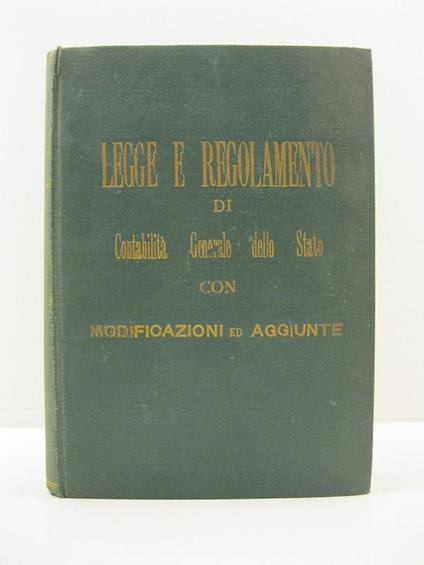 LEGGE E REGOLAMENTO
DI
Contabilità Generale dello Stato
CON
MODIFICAZIONI ED AGGIUNTE